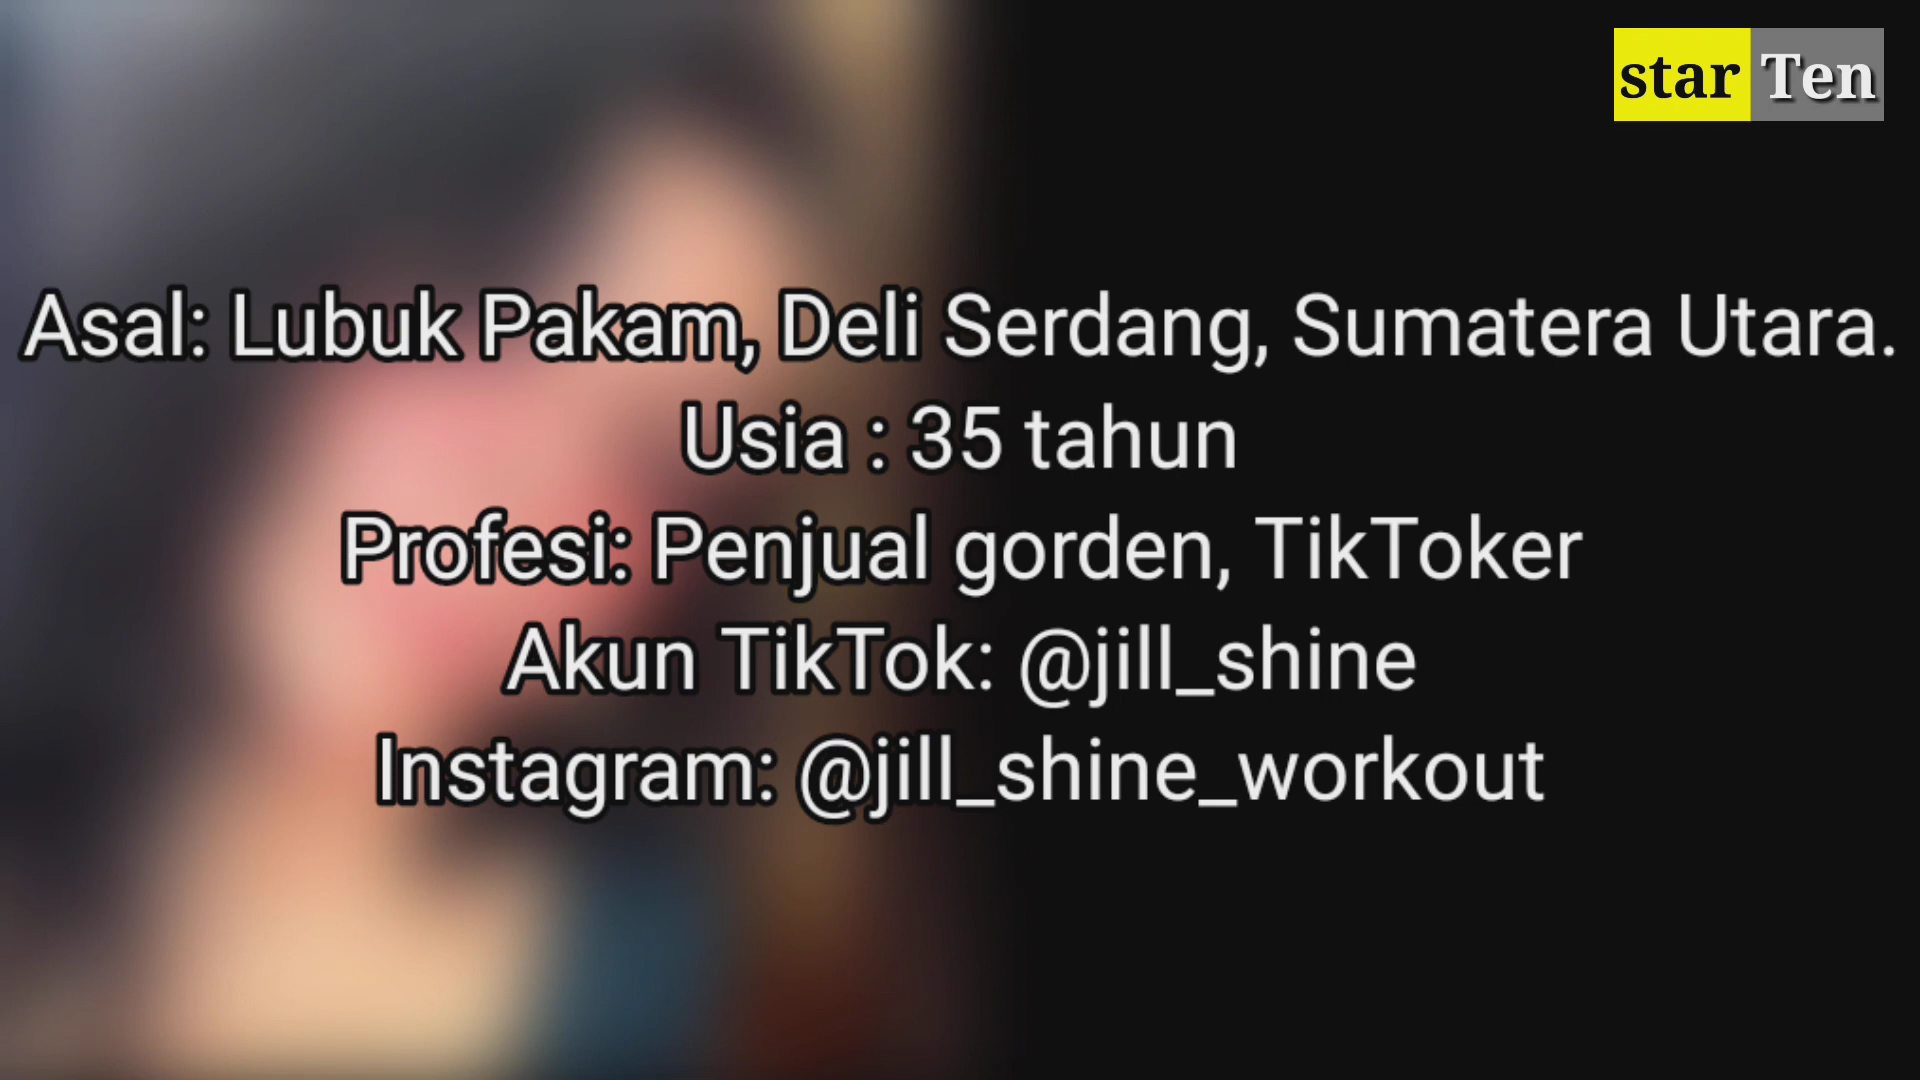 star Ten
Asal: Lubuk Pakam, Deli Serdang, Sumatera Utara.
Usia : 35 tahun
Profesi: Penjual gorden, TikToker
Akun TikTok: @jill_shine
Instagram: @jill_shine_workout